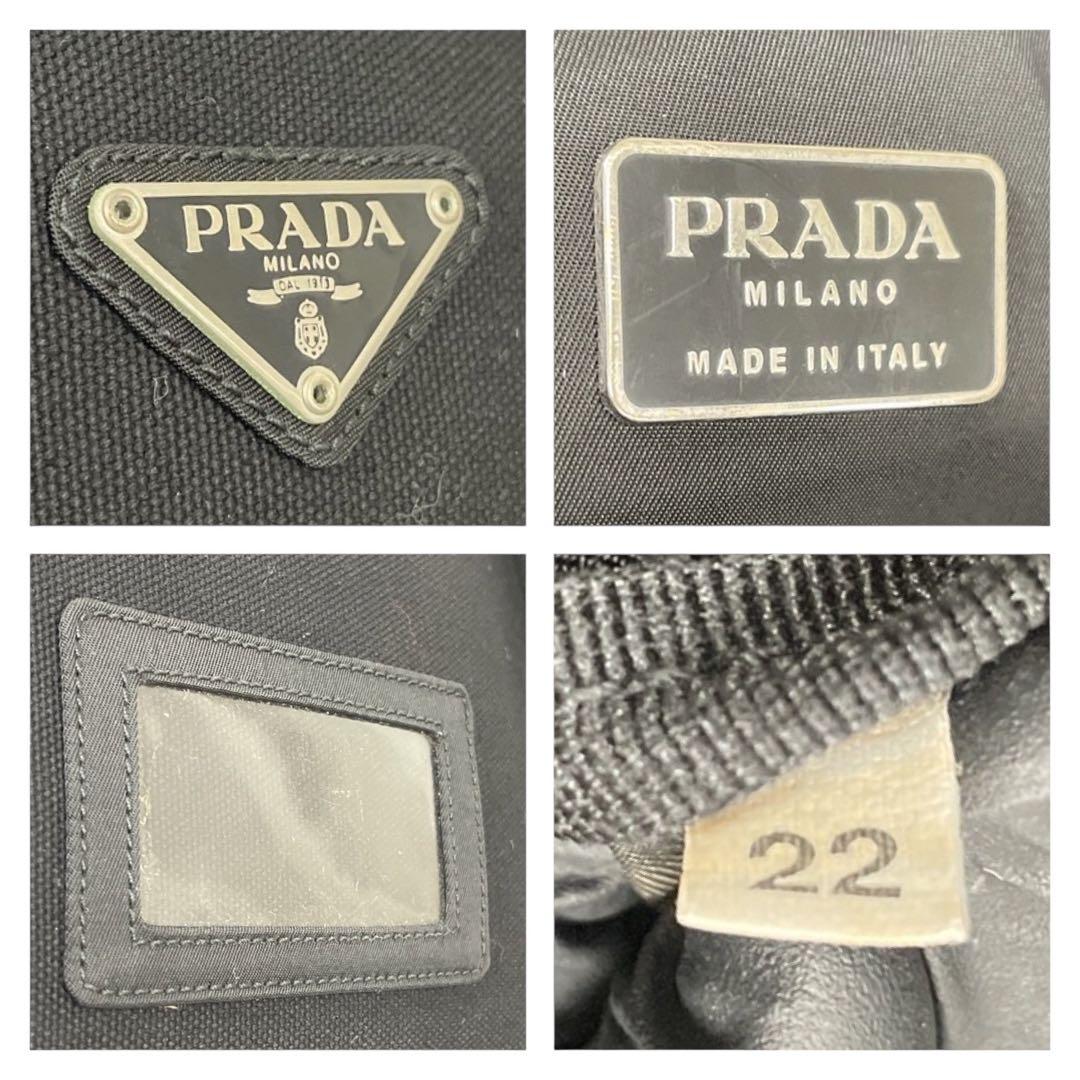 PRADA
MILANO
DAL 1913
PRADA
MILANO
MADE IN ITALY
22